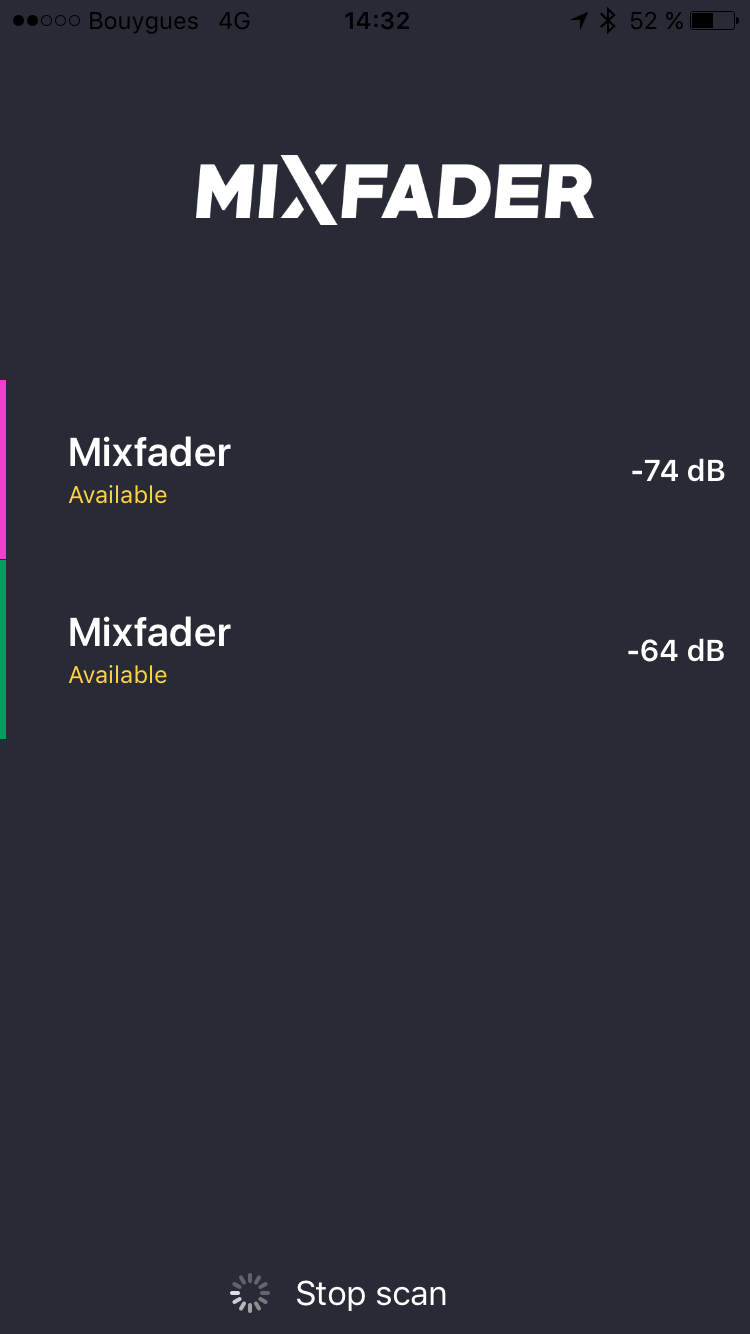 Bouygues 4G 14:32 52 %
MIXFADER
Mixfader
Available
-74 dB
Mixfader
Available
-64 dB
Stop scan